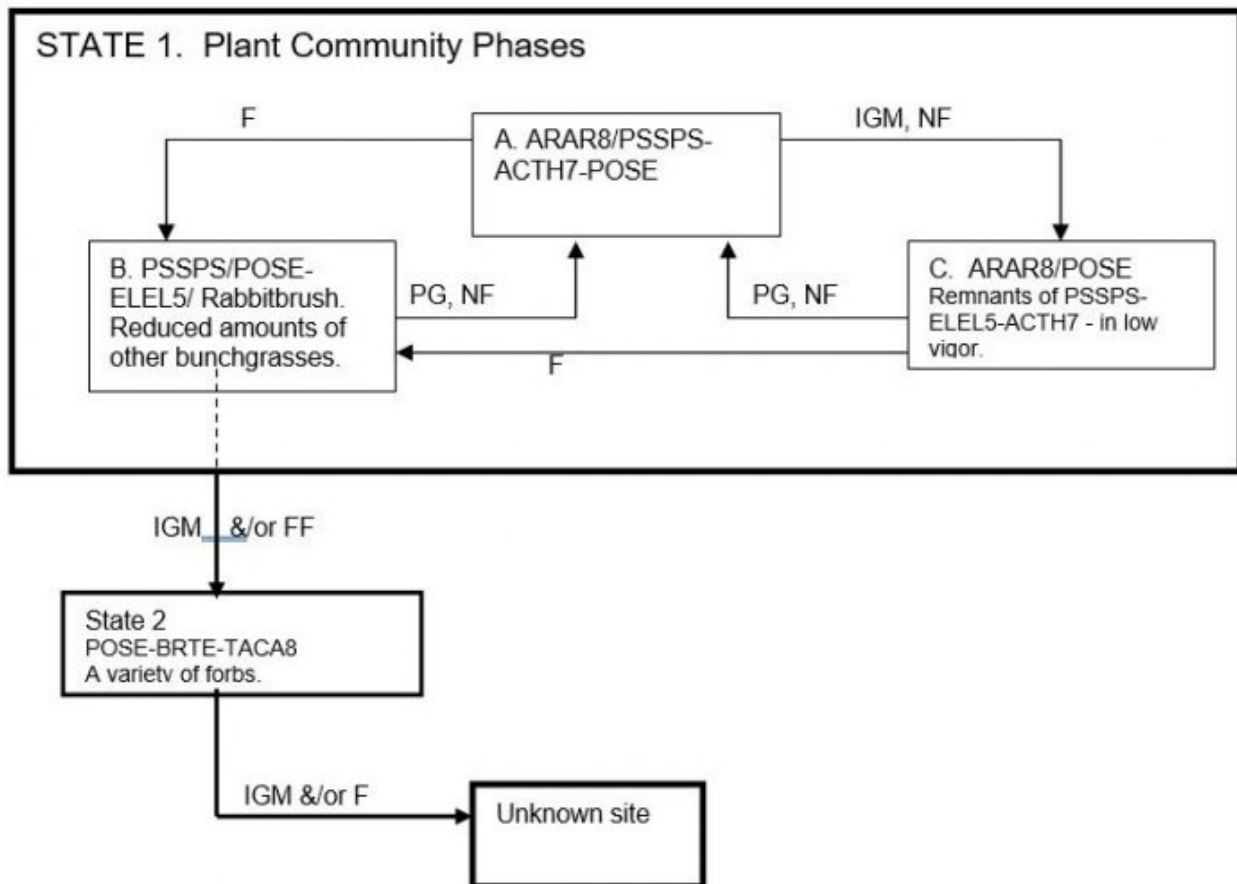 STATE 1. Plant Community Phases
F
IGM, NF
A. ARAR8/PSSPS-
ACTH7-POSE
B. PSSPS/POSE-
ELEL5/ Rabbitbrush.
Reduced amounts of
other bunchgrasses.
PG, NF
PG, NF
C. ARAR8/POSE
Remnants of PSSPS-
ELEL5-ACTH7 - in low
vigor.
F
IGM &/or FF
State 2
POSE-BRTE-TACA8
A variety of forbs.
IGM &/or F
Unknown site